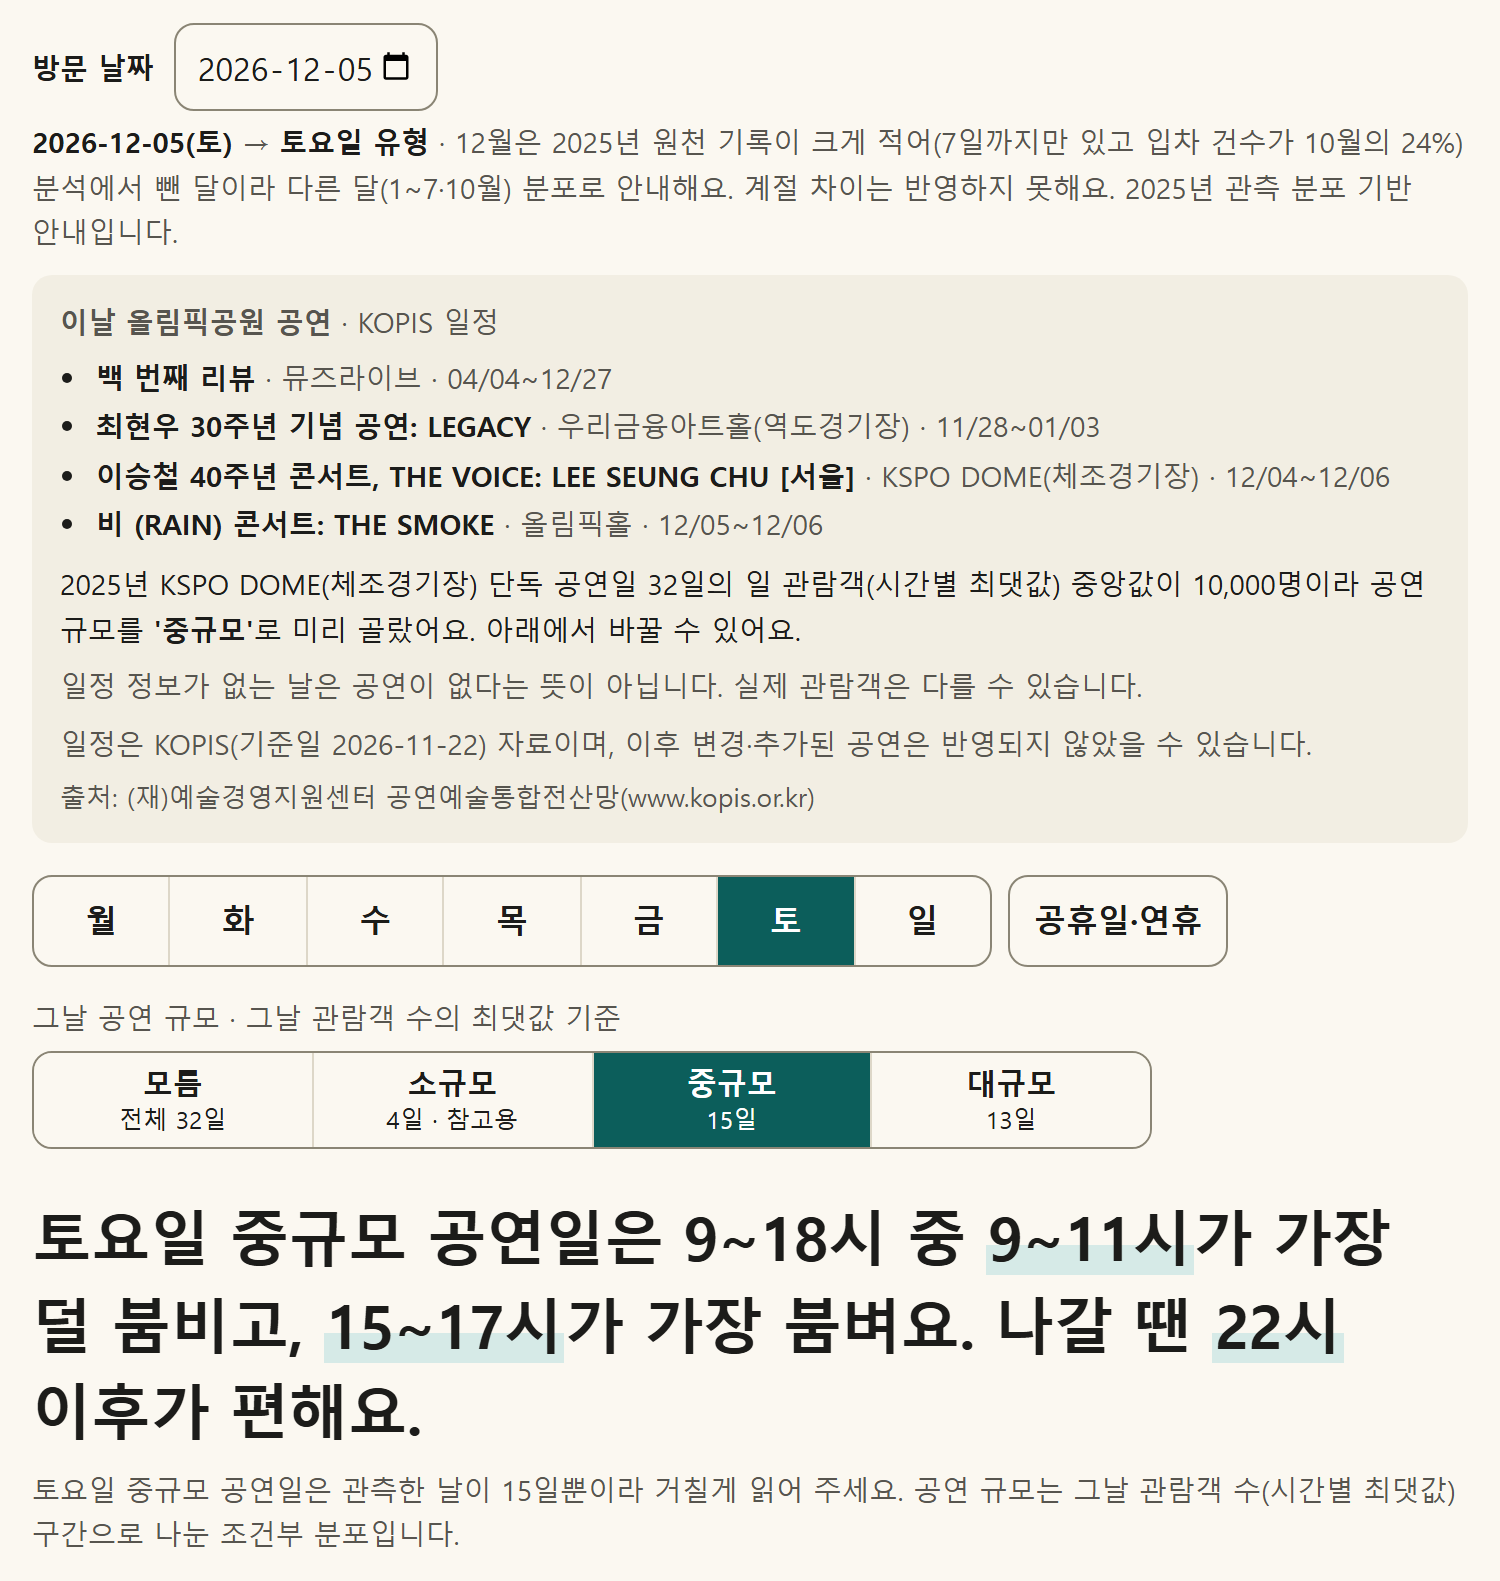 방문 날짜 2026-12-05
2026-12-05(토) → 토요일 유형 · 12월은 2025년 원천 기록이 크게 적어(7일까지만 있고 입차 건수가 10월의 24%)
분석에서 뺀 달이라 다른 달(1~7·10월) 분포로 안내해요. 계절 차이는 반영하지 못해요. 2025년 관측 분포 기반
안내입니다.
이날 올림픽공원 공연 · KOPIS 일정
• 백 번째 리뷰 · 뮤즈라이브 · 04/04~12/27
• 최현우 30주년 기념 공연: LEGACY · 우리금융아트홀(역도경기장) · 11/28~01/03
• 이승철 40주년 콘서트, THE VOICE: LEE SEUNG CHU [서울] · KSPO DOME(체조경기장) · 12/04~12/06
• 비 (RAIN) 콘서트: THE SMOKE · 올림픽홀 · 12/05~12/06
2025년 KSPO DOME(체조경기장) 단독 공연일 32일의 일 관람객(시간별 최댓값) 중앙값이 10,000명이라 공연
규모를 '중규모'로 미리 골랐어요. 아래에서 바꿀 수 있어요.
일정 정보가 없는 날은 공연이 없다는 뜻이 아닙니다. 실제 관람객은 다를 수 있습니다.
일정은 KOPIS(기준일 2026-11-22) 자료이며, 이후 변경·추가된 공연은 반영되지 않았을 수 있습니다.
출처: (재)예술경영지원센터 공연예술통합전산망(www.kopis.or.kr)
월 화 수 목 금 토 일 공휴일·연휴
그날 공연 규모 · 그날 관람객 수의 최댓값 기준
모듬 소규모 중규모 대규모
전체 32일 4일 · 참고용 15일 13일
토요일 중규모 공연일은 9~18시 중 9~11시가 가장
덜 붐비고, 15~17시가 가장 붐벼요. 나갈 땐 22시
이후가 편해요.
토요일 중규모 공연일은 관측한 날이 15일뿐이라 거칠게 읽어 주세요. 공연 규모는 그날 관람객 수(시간별 최댓값)
구간으로 나눈 조건부 분포입니다.